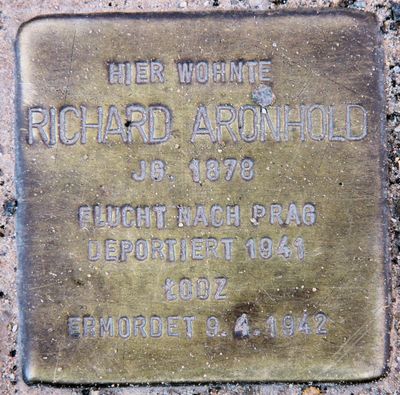 HIER WOHNTE
RICHARD ARONHOLD
JG. 1878
FLUCHT NACH PRAG
DEPORTIERT 1941
ŁODZ
ERMORDET 9.4.1942